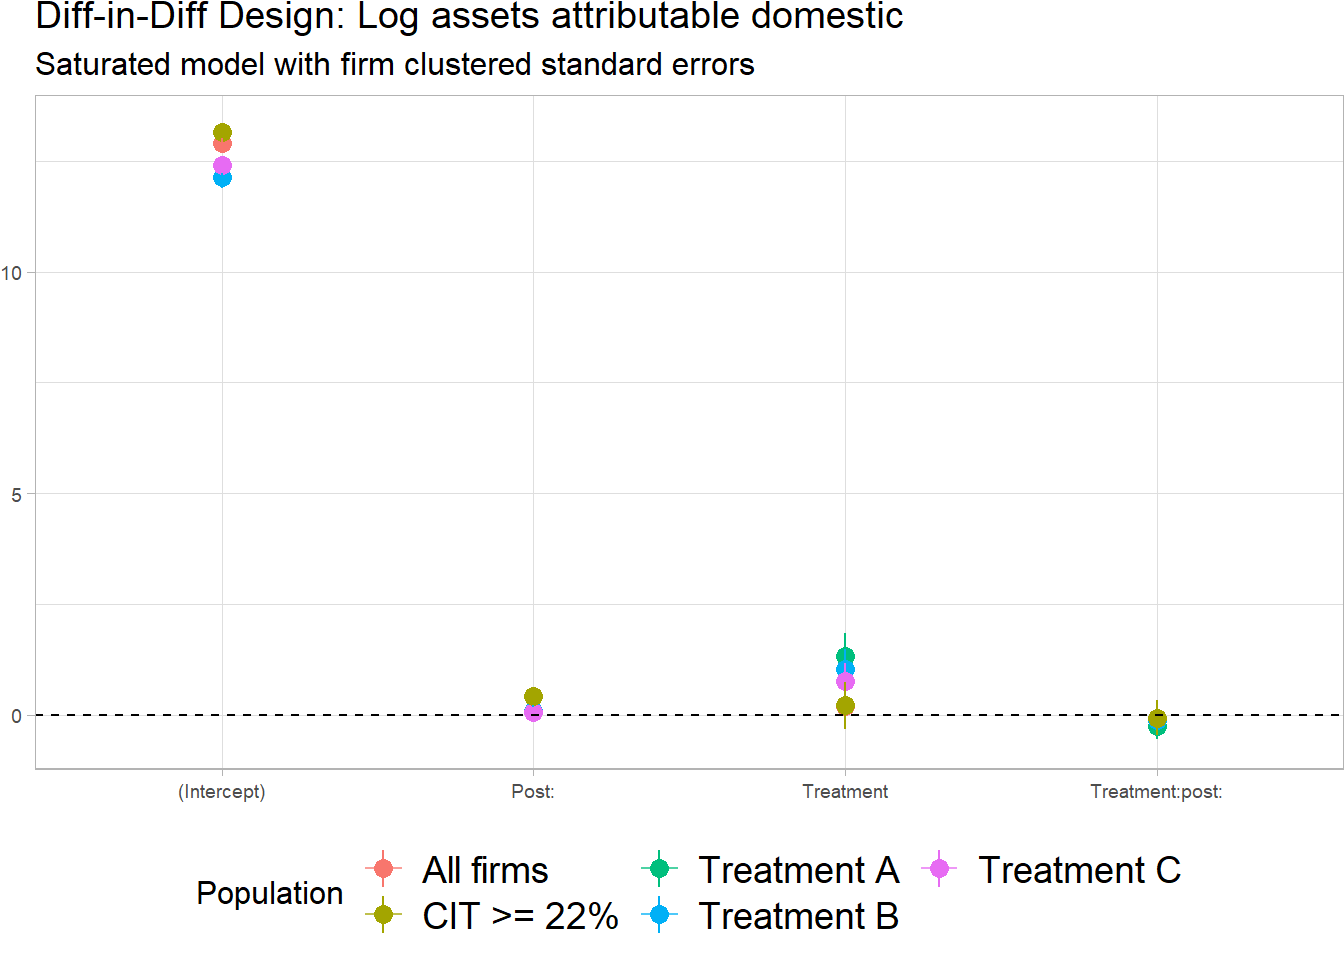 Diff-in-Diff Design: Log assets attributable domestic
Saturated model with firm clustered standard errors
10
5
0
(Intercept) Post: Treatment Treatment:post:
Population
All firms Treatment A Treatment C
CIT >= 22% Treatment B